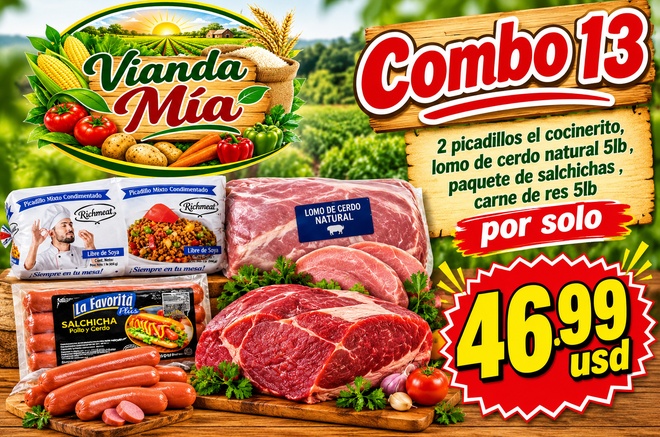 Vianda
Mía
Combo 13
2 picadillos el cocinerito,
lomo de cerdo natural 5lb,
paquete de salchichas,
carne de res 5lb
por solo
46.99
usd
Picadillo Mixto Condimentado
Richmeat
Libre de Soya
¡Siempre en tu mesa!
Picadillo Mixto Condimentado
Richmeat
Libre de Soya
¡Siempre en tu mesa!
LOMO DE CERDO
NATURAL
La Favorita
Plus
SALCHICHA
Pollo y Cerdo